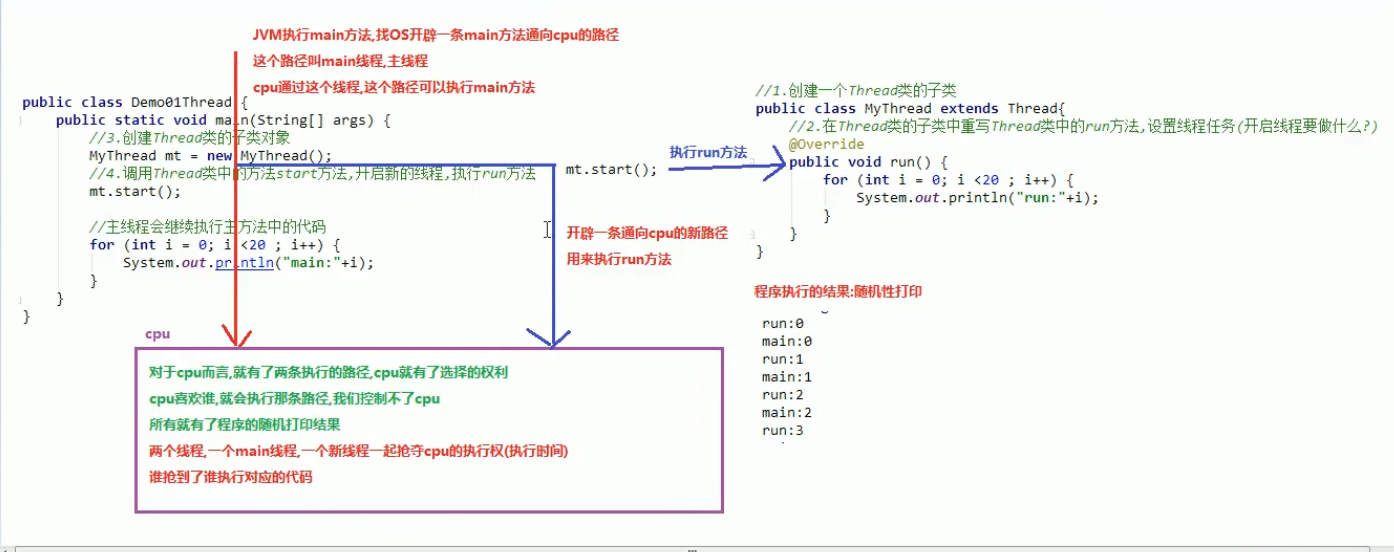 JVM执行main方法,找OS开辟一条main方法通向cpu的路径
这个路径叫main线程,主线程
cpu通过这个线程,这个路径可以执行main方法
public class Demo01Thread {
public static void main(String[] args) {
//3.创建Thread类的子类对象
MyThread mt = new MyThread();
//4.调用Thread类中的方法start方法,开启新的线程,执行run方法
mt.start();
//主线程会继续执行主方法中的代码
for (int i = 0; i <20 ; i++) {
System.out.println("main:"+i);
}
}
}
mt.start();
执行run方法
开辟一条通向cpu的新路径
用来执行run方法
//1.创建一个Thread类的子类
public class MyThread extends Thread{
//2.在Thread类的子类中重写Thread类中的run方法,设置线程任务(开启线程要做什么?)
@Override
public void run() {
for (int i = 0; i <20 ; i++) {
System.out.println("run:"+i);
}
}
}
程序执行的结果:随机性打印
run:0
main:0
run:1
main:1
run:2
main:2
run:3
cpu
对于cpu而言,就有了两条执行的路径,cpu就有了选择的权利
cpu喜欢谁,就会执行那条路径,我们控制不了cpu
所有就有了程序的随机打印结果
两个线程,一个main线程,一个新线程一起抢夺cpu的执行权(执行时间)
谁抢到了谁执行对应的代码